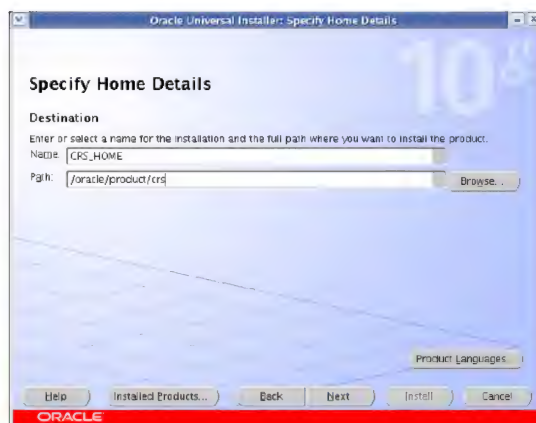 Oracle Universal Installer: Specify Home Details
10g
Specify Home Details
Destination
Enter or select a name for the installation and the full path where you want to install the product.
Name: CRS_HOME
Path: /oracle/product/crs Browse...
Product Languages...
Help Installed Products... Back Next Install Cancel
ORACLE